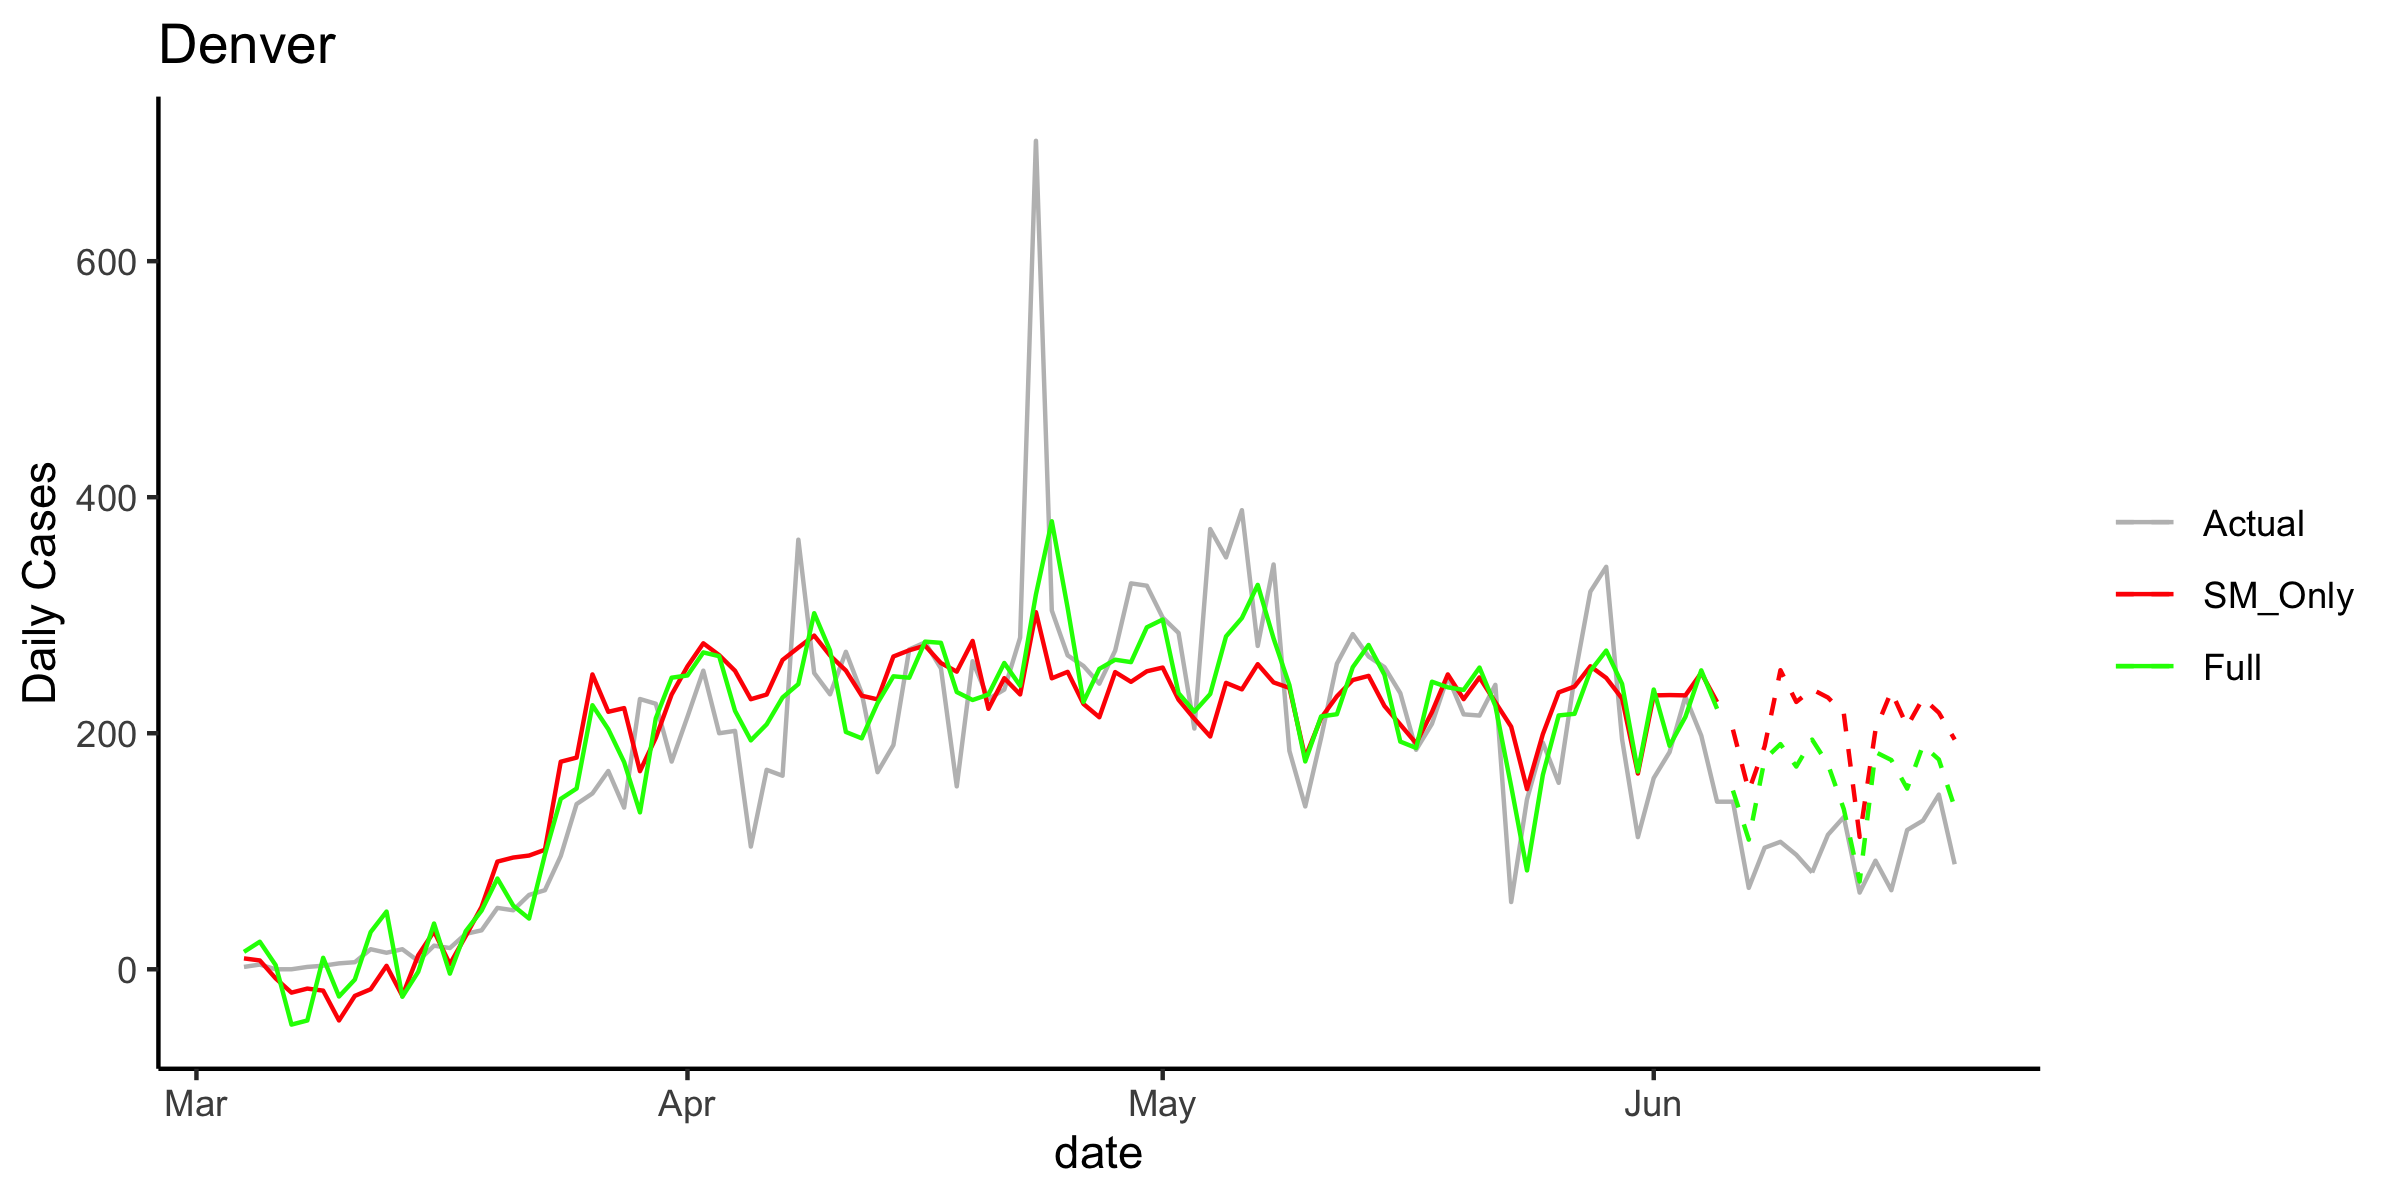 Denver
Daily Cases
600
400
200
0
Mar
Apr
May
Jun
date
Actual
SM_Only
Full